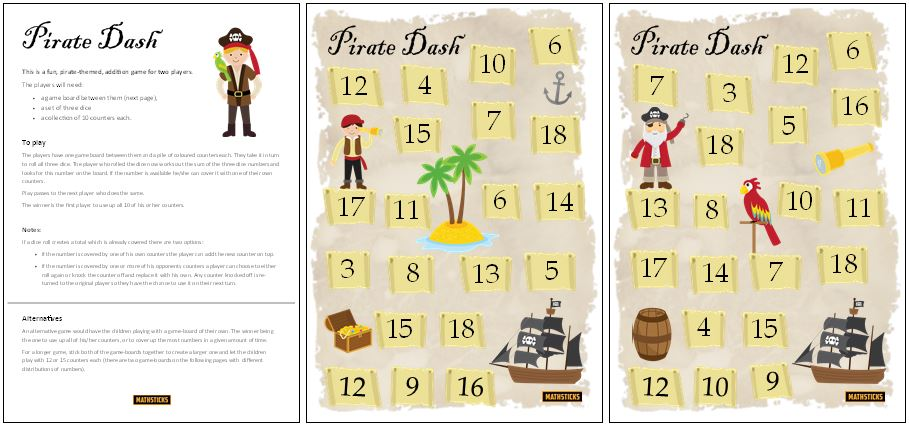 Pirate Dash
This is a fun, pirate-themed, addition game for two players.
The players will need:
• a game board between them (next page),
• a set of three dice
• a collection of 10 counters each.
To play
The players have one game board between them and a pile of coloured counters each. They take it in turn
to roll all three dice. The player who rolled the dice now works out the sum of the three dice numbers and
looks for this number on the board. If the number is available he/she can cover it with one of their own
counters.
Play passes to the next player who does the same.
The winner is the first player to use up all 10 of his or her counters.
Notes:
If a dice roll creates a total which is already covered there are two options:
• If the number is covered by one of his own counters the player can add the new counter on top.
• If the number is covered by one or more of his opponents counters a player can choose to either
roll again or knock the counter off and replace it with his own. Any counter knocked off is re-
turned to the original player so they have the chance to use it on their next turn.
Alternatives
An alternative game would have the children playing with a game-board of their own. The winner being
the one to use up all of his/her counters, or to cover up the most numbers in a given amount of time.
For a longer game, stick both of the game-boards together to create a larger one and let the children
play with 12 or 15 counters each (there are two game-boards on the following pages with different
distributions of numbers).
MATHSTICKS
Pirate Dash
6
10
12 4
7
15 18
6 14
17 11
3 8 13 5
15 18
12 9 16
MATHSTICKS
Pirate Dash
6
12
7 3
16
5
18
10 11
13 8
17 14 7 18
4 15
12 10 9
MATHSTICKS